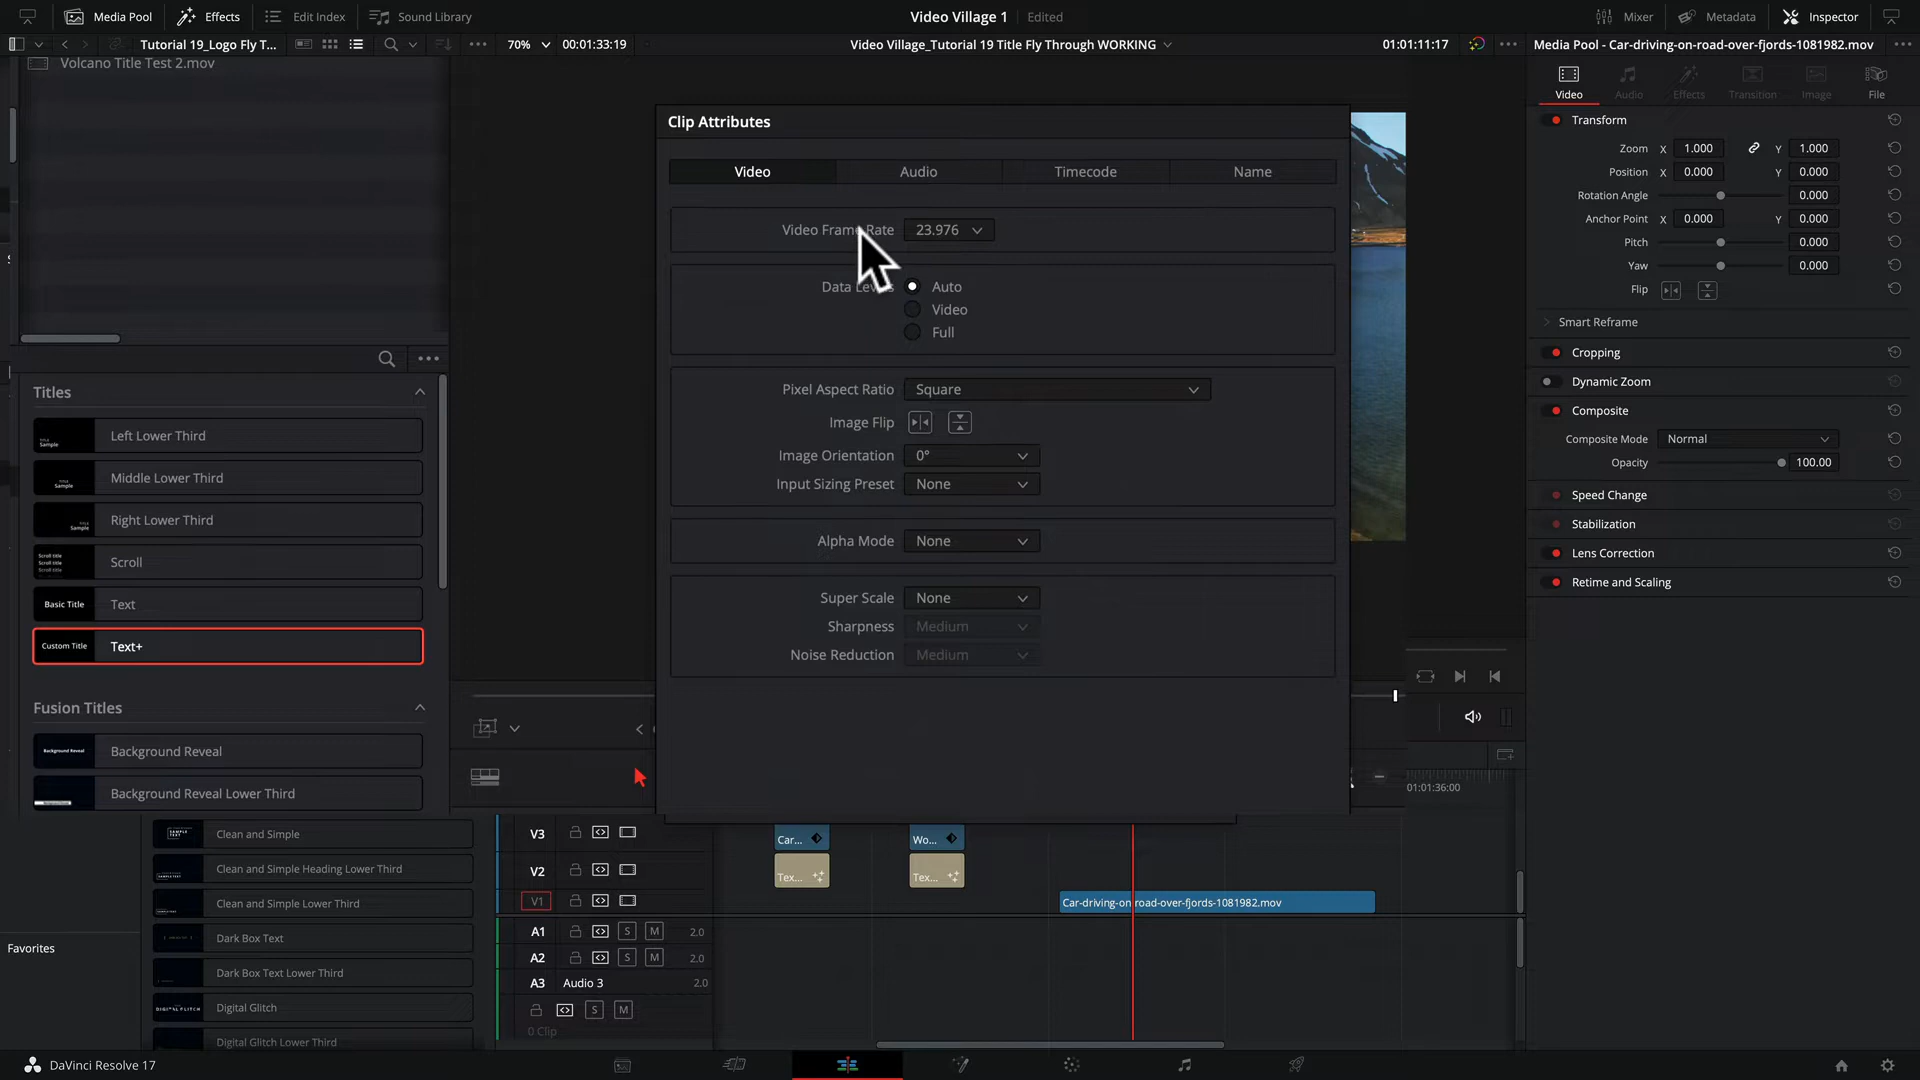 Media Pool
Effects
Edit Index
Sound Library
Video Village 1
Edited
Mixer
Metadata
Inspector
Tutorial 19_Logo Fly T...
70%
00:01:33:19
Video Village_Tutorial 19 Title Fly Through WORKING
01:01:11:17
Media Pool - Car-driving-on-road-over-fjords-1081982.mov
Volcano Title Test 2.mov
Video
Audio
Effects
Transition
Image
File
Clip Attributes
Video
Audio
Timecode
Name
Video Frame Rate
23.976
Auto
Video
Full
Pixel Aspect Ratio
Square
Image Flip
Image Orientation
0°
Input Sizing Preset
None
Alpha Mode
None
Super Scale
None
Sharpness
Medium
Noise Reduction
Medium
Transform
Zoom X 1.000 Y 1.000
Position X 0.000 Y 0.000
Rotation Angle 0.000
Anchor Point X 0.000 Y 0.000
Pitch 0.000
Yaw 0.000
Flip
Smart Reframe
Cropping
Dynamic Zoom
Composite
Composite Mode Normal
Opacity 100.00
Speed Change
Stabilization
Lens Correction
Retime and Scaling
Titles
Left Lower Third
Middle Lower Third
Right Lower Third
Scroll
Basic Title Text
Custom Title Text+
Fusion Titles
Background Reveal
Background Reveal Lower Third
Clean and Simple
Clean and Simple Heading Lower Third
Clean and Simple Lower Third
Dark Box Text
Dark Box Text Lower Third
Digital Glitch
Digital Glitch Lower Third
Favorites
01:01:36:00
V3
Car...
Wo...
V2
Tex...
Tex...
V1
Car-driving-on-road-over-fjords-1081982.mov
A1 S M 2.0
A2 S M 2.0
A3 Audio 3 2.0
S M
0 Clip
DaVinci Resolve 17